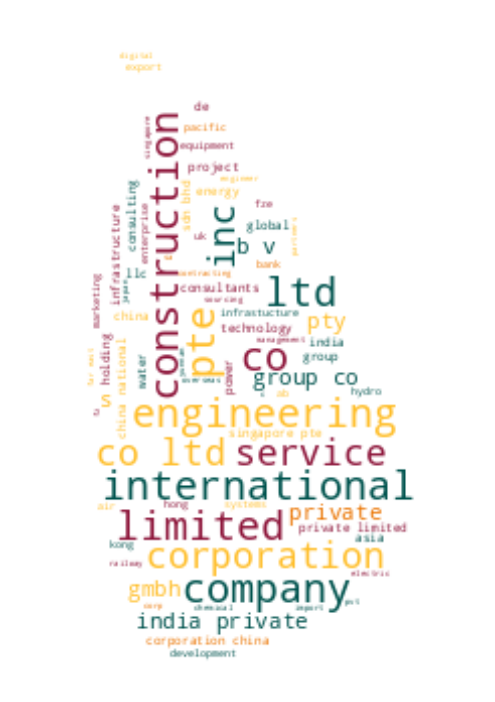 digital
export
de
singapore
construction
pacific
equipment
project
engineer
energy
consulting
sdn bhd
enterprise
infrastructure
fze
inc
global
partners
uk
b v
llc
bank
contracting
marketing
japan
consultants
ltd
sourcing
china
pte
infrastucture
pty
technology
holding
management
india
co
group
china national
water
overseas
power
group co
s
hydro
ab
engineering
singapore pte
co ltd
service
international
air
hong
systems
private
limited
private limited
asia
kong
corporation
railway
electric
gmbh
company
corp
chemical
import
pvt
india private
corporation china
development